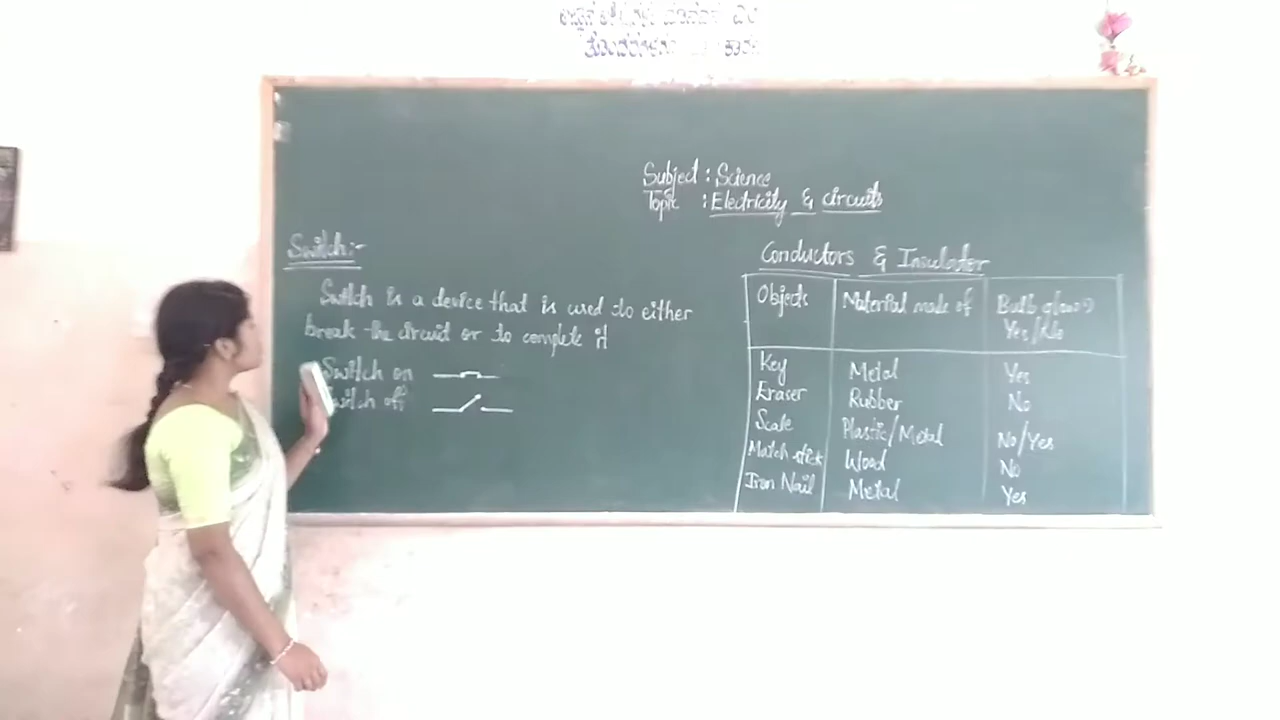 Subject : Science
Topic : Electricity & circuits
Switch:-
Switch is a device that is used to either
break the circuit or to complete it
Switch on
Switch off
Conductors & Insulator
Objects Material made of Bulb glows
Yes/No
Key Metal Yes
Eraser Rubber No
Scale Plastic/Metal No/Yes
Match stick Wood No
Iron Nail Metal Yes